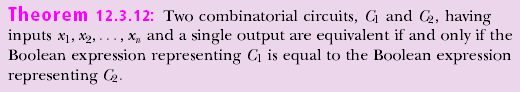 Theorem 12.3.12: Two combinatorial circuits, C₁ and C₂, having
inputs x₁, x₂, . . . , xₙ and a single output are equivalent if and only if the
Boolean expression representing C₁ is equal to the Boolean expression
representing C₂.